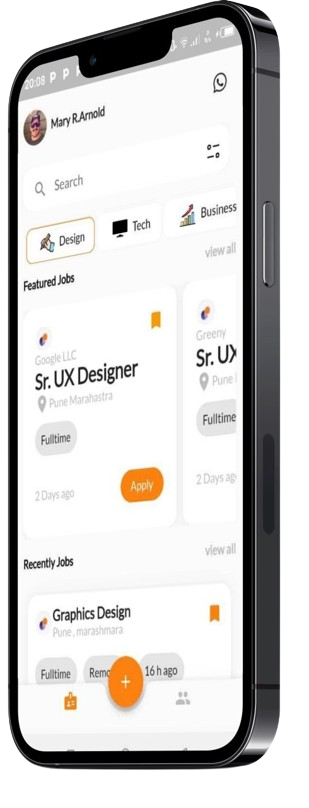 20:08 P P
Mary R.Arnold
Search
Design Tech Business
Featured Jobs view all
Google LLC
Sr. UX Designer
Pune Marahastra
Fulltime
2 Days ago Apply
Greeny
Sr. UX
Pune
Fulltime
2 Days ago
Recently Jobs view all
Graphics Design
Pune , marashmara
Fulltime Remo 16 h ago
+